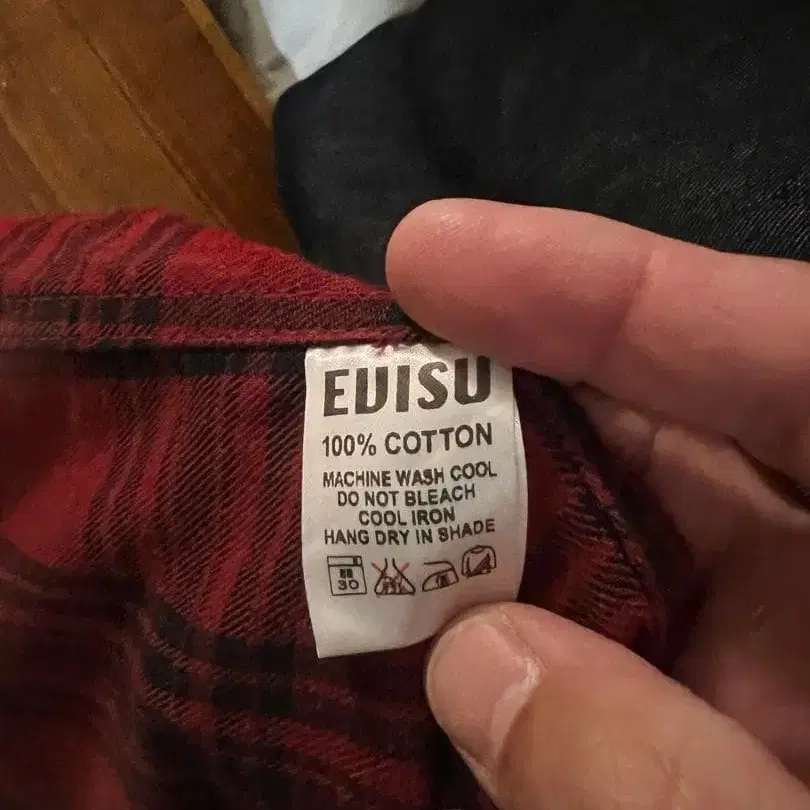 EVISU
100% COTTON
MACHINE WASH COOL
DO NOT BLEACH
COOL IRON
HANG DRY IN SHADE
30